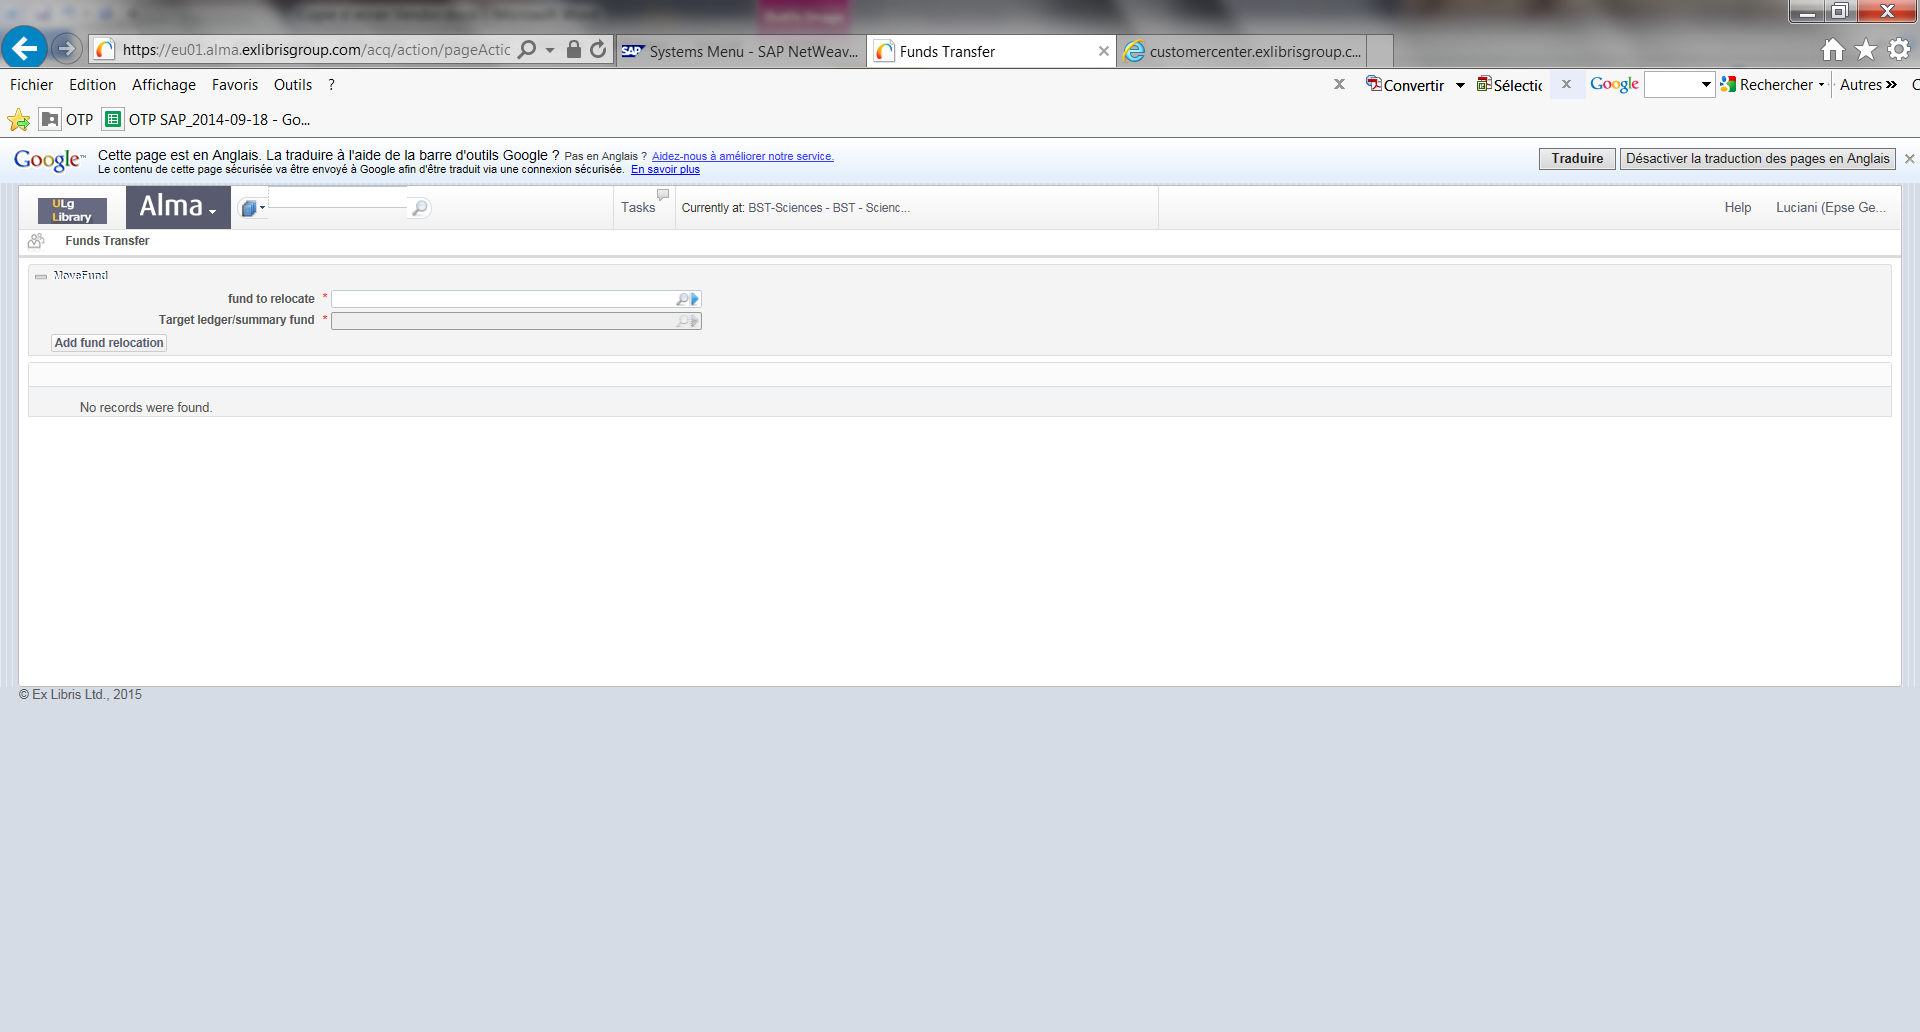 https://eu01.alma.exlibrisgroup.com/acq/action/pageActic
SAP Systems Menu - SAP NetWeav...
Funds Transfer
customercenter.exlibrisgroup.c...
Fichier Edition Affichage Favoris Outils ?
x Convertir Sélectic x Google Rechercher Autres »
OTP OTP SAP_2014-09-18 - Go...
Google™ Cette page est en Anglais. La traduire à l'aide de la barre d'outils Google ? Pas en Anglais ? Aidez-nous à améliorer notre service. Traduire Désactiver la traduction des pages en Anglais
Le contenu de cette page sécurisée va être envoyé à Google afin d'être traduit via une connexion sécurisée. En savoir plus
ULg
Library
Alma
Tasks
Currently at: BST-Sciences - BST - Scienc...
Help Luciani (Epse Ge...
Funds Transfer
MoveFund
fund to relocate *
Target ledger/summary fund *
Add fund relocation
No records were found.
© Ex Libris Ltd., 2015